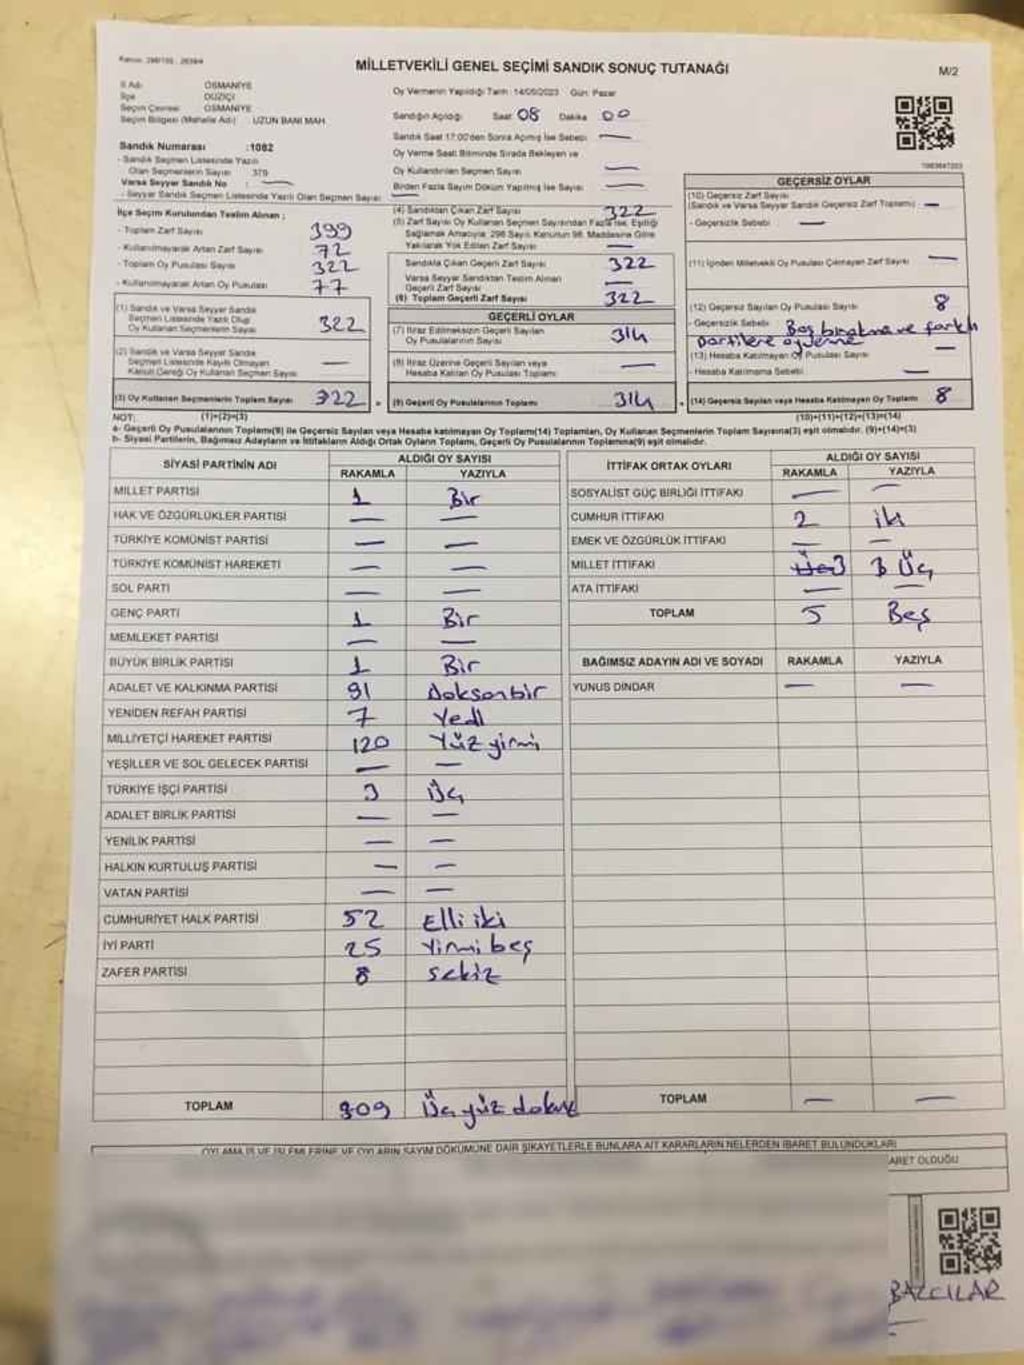 MİLLETVEKİLİ GENEL SEÇİMİ SANDIK SONUÇ TUTANAĞI
M/2
İl Adı: OSMANİYE
İlçe DÜZİÇİ
Seçim Çevresi OSMANİYE
Seçim Bölgesi (Mahalle Adı) UZUN BANI MAH.
Sandık Numarası :1082
- Sandık Seçmen Listesinde Yazılı
Olan Seçmenlerin Sayısı 379
Varsa Seyyar Sandık No : —
- Seyyar Sandık Seçmen Listesinde Yazılı Olan Seçmen Sayısı
İlçe Seçim Kurulundan Teslim Alınan ;
- Toplam Zarf Sayısı 399
- Kullanılmayarak Artan Zarf Sayısı 72
- Toplam Oy Pusulası Sayısı 322
- Kullanılmayarak Artan Oy Pusulası 77
(1) Sandık ve Varsa Seyyar Sandık
Seçmen Listesinde Yazılı Olup
Oy Kullanan Seçmenlerin Sayısı 322
(2) Sandık ve Varsa Seyyar Sandık
Seçmen Listesinde Kayıtlı Olmayan
Kanun Gereği Oy Kullanan Seçmen Sayısı —
(3) Oy Kullanan Seçmenlerin Toplam Sayısı 322
(1)+(2)=(3)
Oy Vermenin Yapıldığı Tarih : 14/05/2023 Gün: Pazar
Sandığın Açıldığı Saat 08 Dakika 00
Sandık Saat 17:00'den Sonra Açılmış İse Sebebi —
Oy Verme Saati Bitiminde Sırada Bekleyen ve
Oy Kullandırılan Seçmen Sayısı —
Birden Fazla Sayım Döküm Yapılmış İse Sayısı —
(4) Sandıktan Çıkan Zarf Sayısı 322
(5) Zarf Sayısı Oy Kullanan Seçmen Sayısından Fazla İse, Eşitliği
Sağlamak Amacıyla; 298 Sayılı Kanunun 98. Maddesine Göre
Yakılarak Yok Edilen Zarf Sayısı —
Sandıkta Çıkan Geçerli Zarf Sayısı 322
Varsa Seyyar Sandıktan Teslim Alınan
Geçerli Zarf Sayısı —
(6) Toplam Geçerli Zarf Sayısı 322
GEÇERLİ OYLAR
(7) İtiraz Edilmeksizin Geçerli Sayılan
Oy Pusulalarının Sayısı 314
(8) İtiraz Üzerine Geçerli Sayılan veya
Hesaba Katılan Oy Pusulası Toplamı —
(9) Geçerli Oy Pusulalarının Toplamı 314
GEÇERSİZ OYLAR
(10) Geçersiz Zarf Sayısı
(Sandık ve Varsa Seyyar Sandık Geçersiz Zarf Toplamı) —
- Geçersizlik Sebebi —
(11) İçinden Milletvekili Oy Pusulası Çıkmayan Zarf Sayısı —
(12) Geçersiz Sayılan Oy Pusulası Sayısı 8
- Geçersizlik Sebebi Boş bırakma ve farklı
partilere oy verme
(13) Hesaba Katılmayan Oy Pusulası Sayısı —
- Hesaba Katılmama Sebebi —
(14) Geçersiz Sayılan veya Hesaba Katılmayan Oy Toplamı 8
(10)+(11)+(12)+(13)=(14)
NOT:
a- Geçerli Oy Pusulalarının Toplamı(9) ile Geçersiz Sayılan veya Hesaba Katılmayan Oy Toplam(14) Toplamları, Oy Kullanan Seçmenlerin Toplam Sayısına(3) eşit olmalıdır. (9)+(14)=(3)
b- Siyasi Partilerin, Bağımsız Adayların ve İttifakların Aldığı Ortak Oyların Toplamı, Geçerli Oy Pusulalarının Toplamına(9) eşit olmalıdır.
SİYASİ PARTİNİN ADI ALDIĞI OY SAYISI
RAKAMLA YAZIYLA
MİLLET PARTİSİ 1 Bir
HAK VE ÖZGÜRLÜKLER PARTİSİ — —
TÜRKİYE KOMÜNİST PARTİSİ — —
TÜRKİYE KOMÜNİST HAREKETİ — —
SOL PARTİ — —
GENÇ PARTİ 1 Bir
MEMLEKET PARTİSİ — —
BÜYÜK BİRLİK PARTİSİ 1 Bir
ADALET VE KALKINMA PARTİSİ 91 Doksanbir
YENİDEN REFAH PARTİSİ 7 Yedi
MİLLİYETÇİ HAREKET PARTİSİ 120 Yüz yirmi
YEŞİLLER VE SOL GELECEK PARTİSİ — —
TÜRKİYE İŞÇİ PARTİSİ 3 Üç
ADALET BİRLİK PARTİSİ — —
YENİLİK PARTİSİ — —
HALKIN KURTULUŞ PARTİSİ — —
VATAN PARTİSİ — —
CUMHURİYET HALK PARTİSİ 52 Elli iki
İYİ PARTİ 25 Yirmi beş
ZAFER PARTİSİ 8 Sekiz
TOPLAM 309 Üç yüz dokuz
İTTİFAK ORTAK OYLARI ALDIĞI OY SAYISI
RAKAMLA YAZIYLA
SOSYALİST GÜÇ BİRLİĞİ İTTİFAKI — —
CUMHUR İTTİFAKI 2 iki
EMEK VE ÖZGÜRLÜK İTTİFAKI — —
MİLLET İTTİFAKI 3 3 Üç
ATA İTTİFAKI — —
TOPLAM 5 Beş
BAĞIMSIZ ADAYIN ADI VE SOYADI RAKAMLA YAZIYLA
YUNUS DİNDAR — —
TOPLAM — —
OYLAMA İŞ VE İŞLEMLERİNE VE OYLARIN SAYIM DÖKÜMÜNE DAİR ŞİKAYETLERLE BUNLARA AİT KARARLARIN NELERDEN İBARET BULUNDUKLARI
ARET OLDUĞU
BAZCILAR